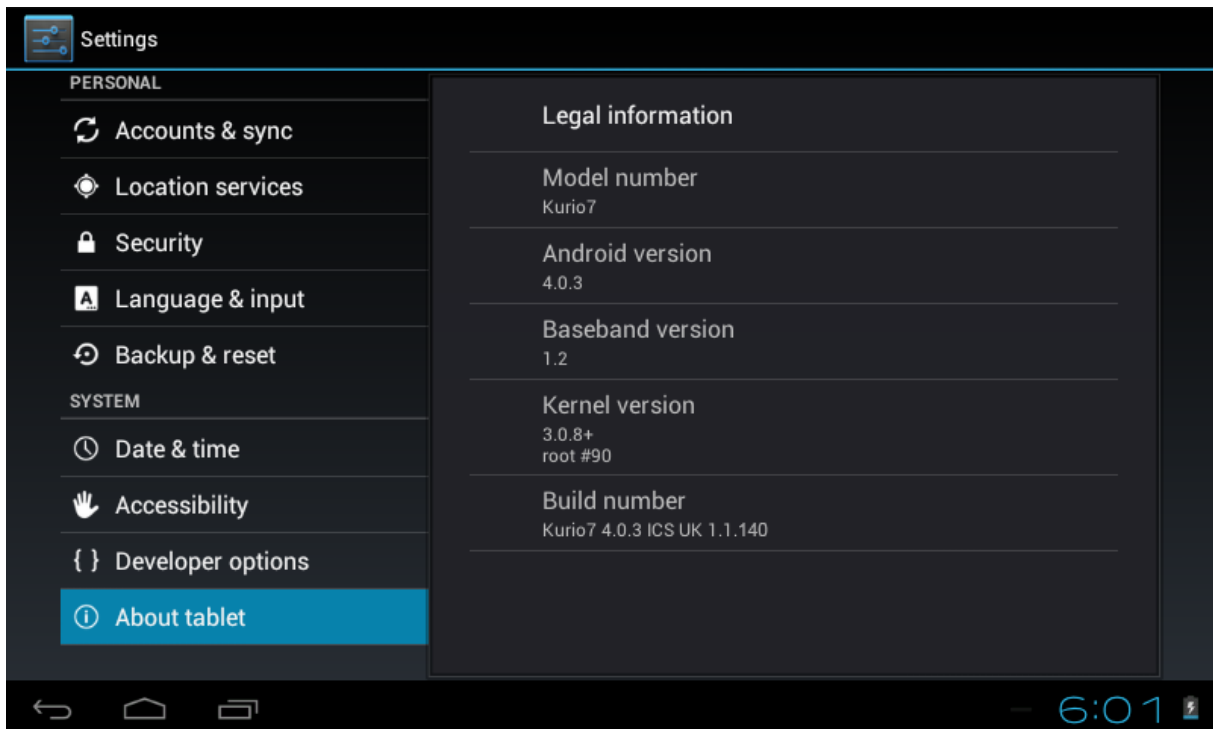 Settings
PERSONAL
Accounts & sync
Location services
Security
Language & input
Backup & reset
SYSTEM
Date & time
Accessibility
{ } Developer options
About tablet
Legal information
Model number
Kurio7
Android version
4.0.3
Baseband version
1.2
Kernel version
3.0.8+
root #90
Build number
Kurio7 4.0.3 ICS UK 1.1.140
6:01